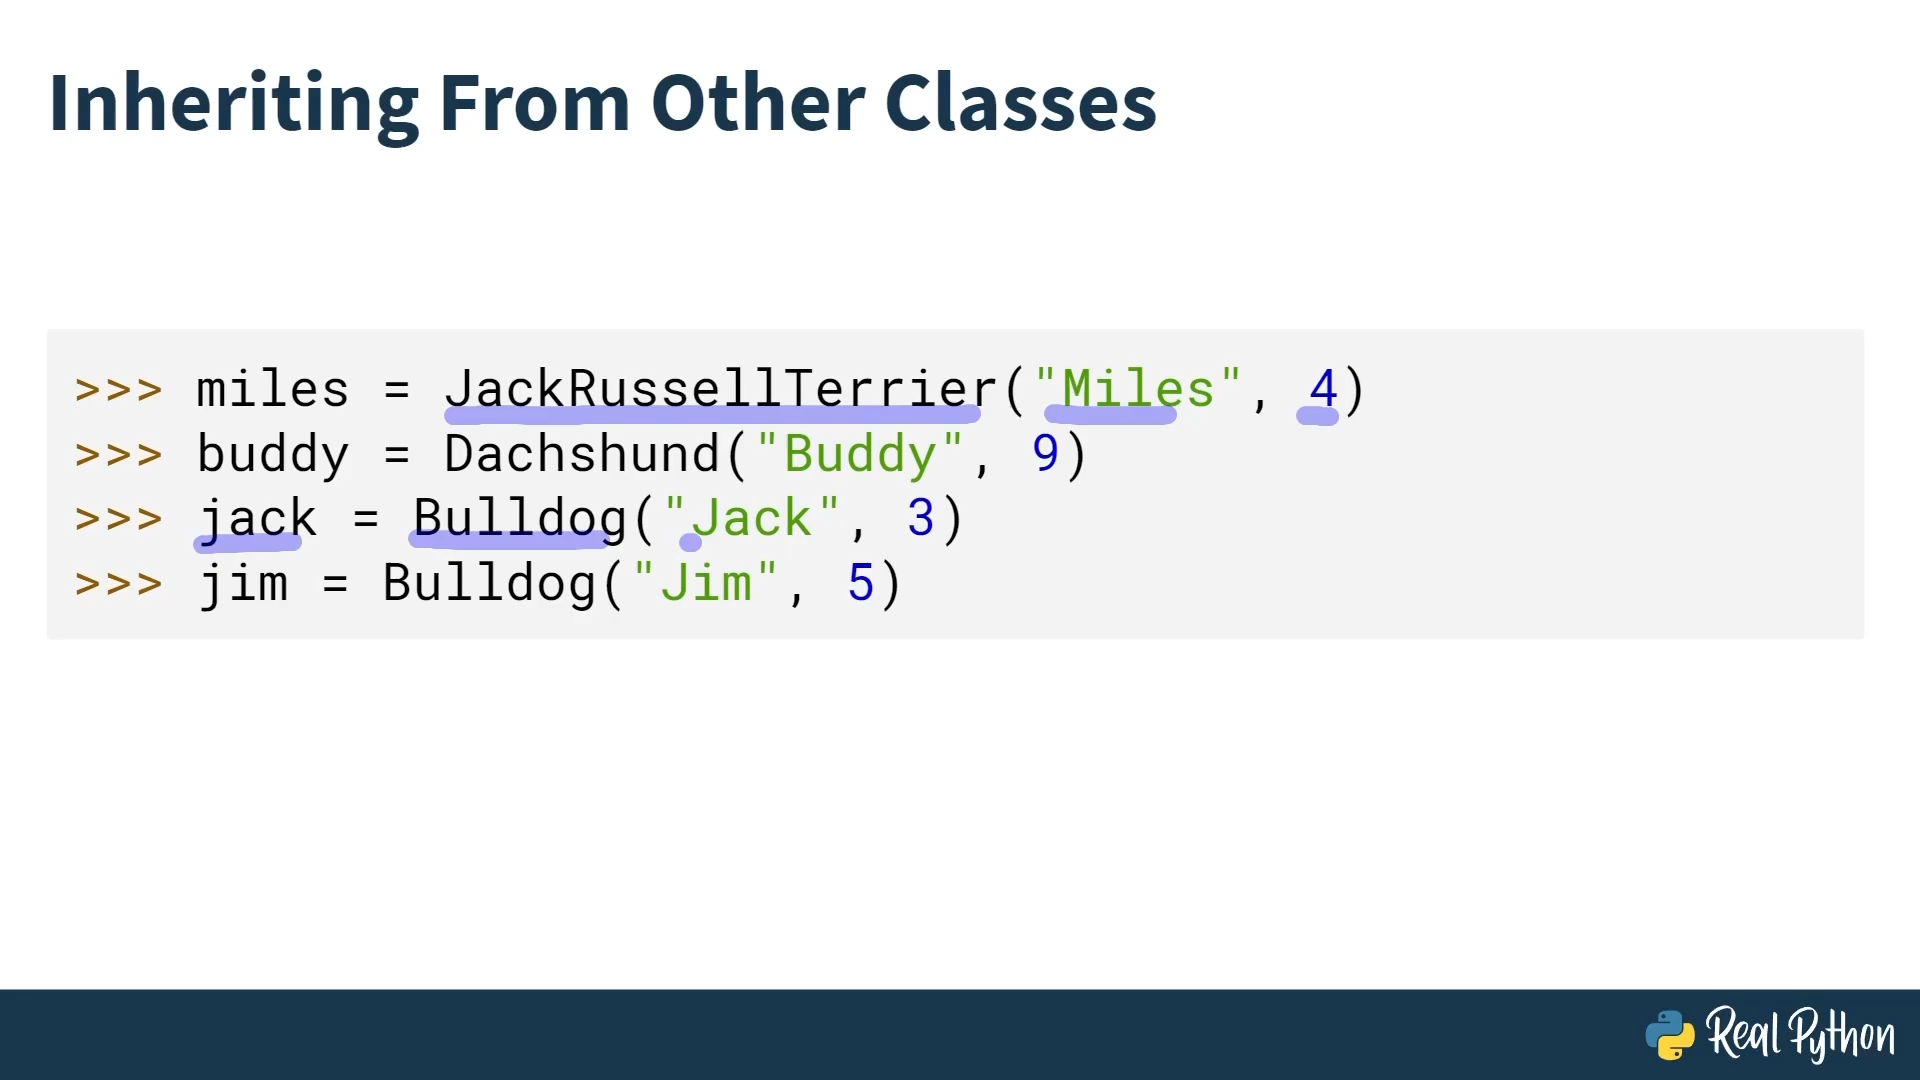 Inheriting From Other Classes
>>> miles = JackRussellTerrier("Miles", 4)
>>> buddy = Dachshund("Buddy", 9)
>>> jack = Bulldog("Jack", 3)
>>> jim = Bulldog("Jim", 5)
Real Python